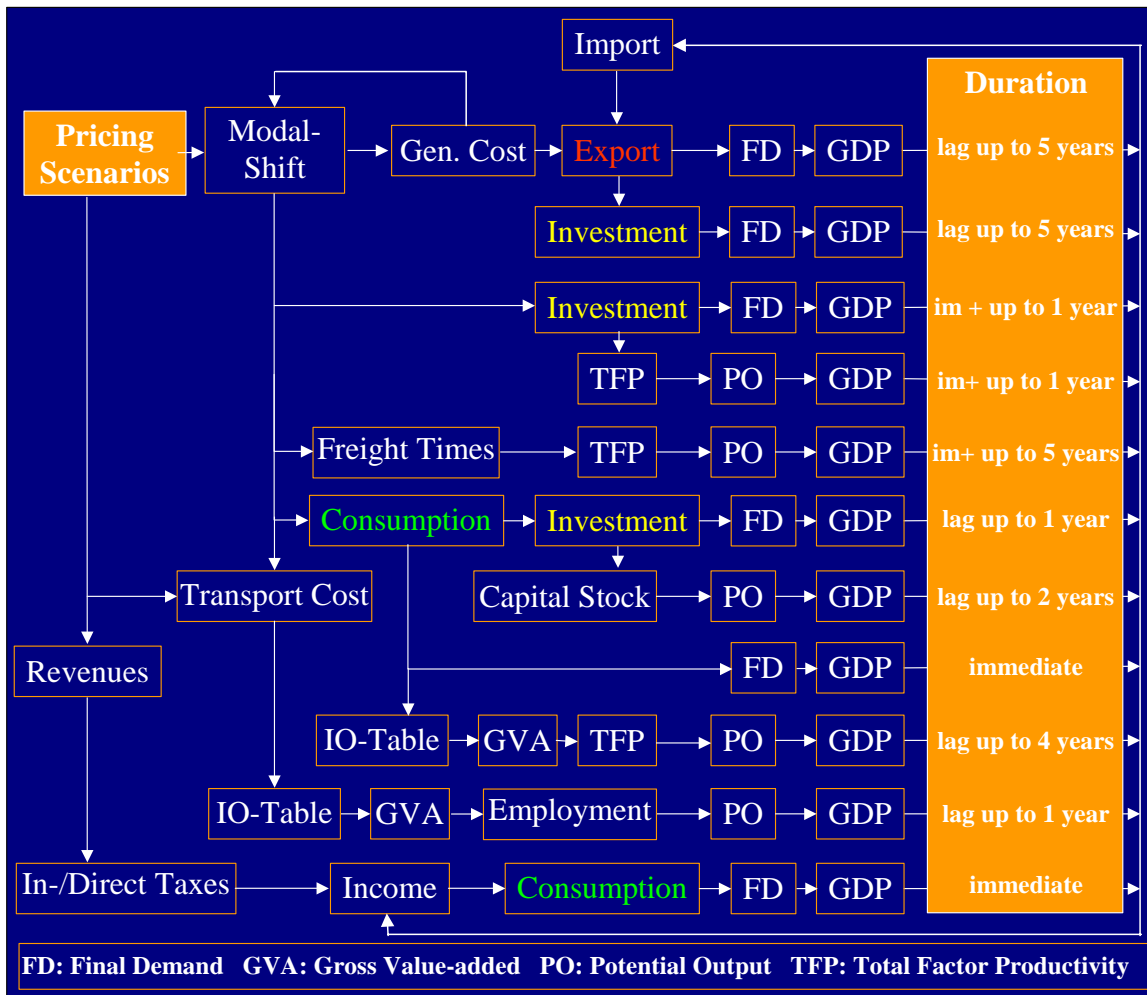 Import
Duration
Pricing
Scenarios
Modal-
Shift
Gen. Cost
Export
FD
GDP
lag up to 5 years
Investment
FD
GDP
lag up to 5 years
Investment
FD
GDP
im + up to 1 year
TFP
PO
GDP
im+ up to 1 year
Freight Times
TFP
PO
GDP
im+ up to 5 years
Consumption
Investment
FD
GDP
lag up to 1 year
Transport Cost
Capital Stock
PO
GDP
lag up to 2 years
Revenues
FD
GDP
immediate
IO-Table
GVA
TFP
PO
GDP
lag up to 4 years
IO-Table
GVA
Employment
PO
GDP
lag up to 1 year
In-/Direct Taxes
Income
Consumption
FD
GDP
immediate
FD: Final Demand GVA: Gross Value-added PO: Potential Output TFP: Total Factor Productivity